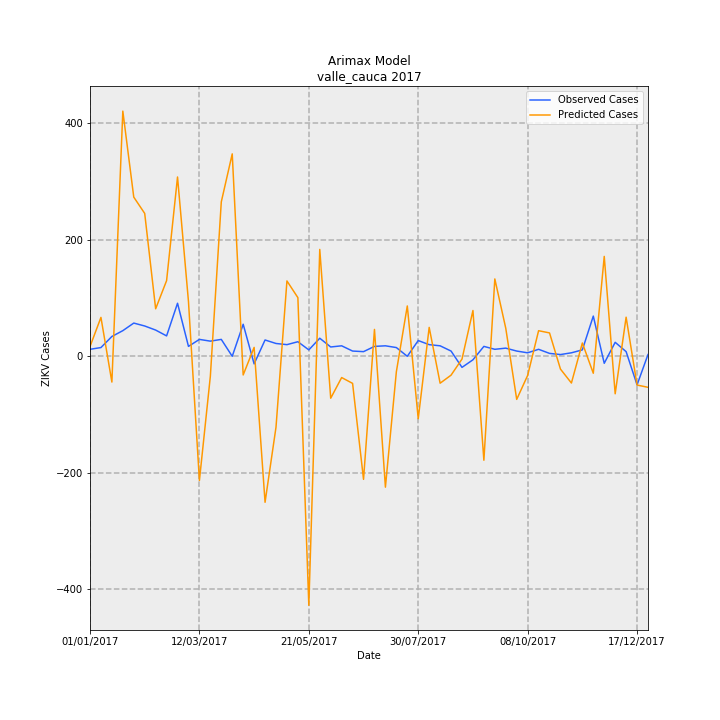 Arimax Model
valle_cauca 2017
Observed Cases
Predicted Cases
ZIKV Cases
400
200
0
−200
−400
01/01/2017
12/03/2017
21/05/2017
30/07/2017
08/10/2017
17/12/2017
Date